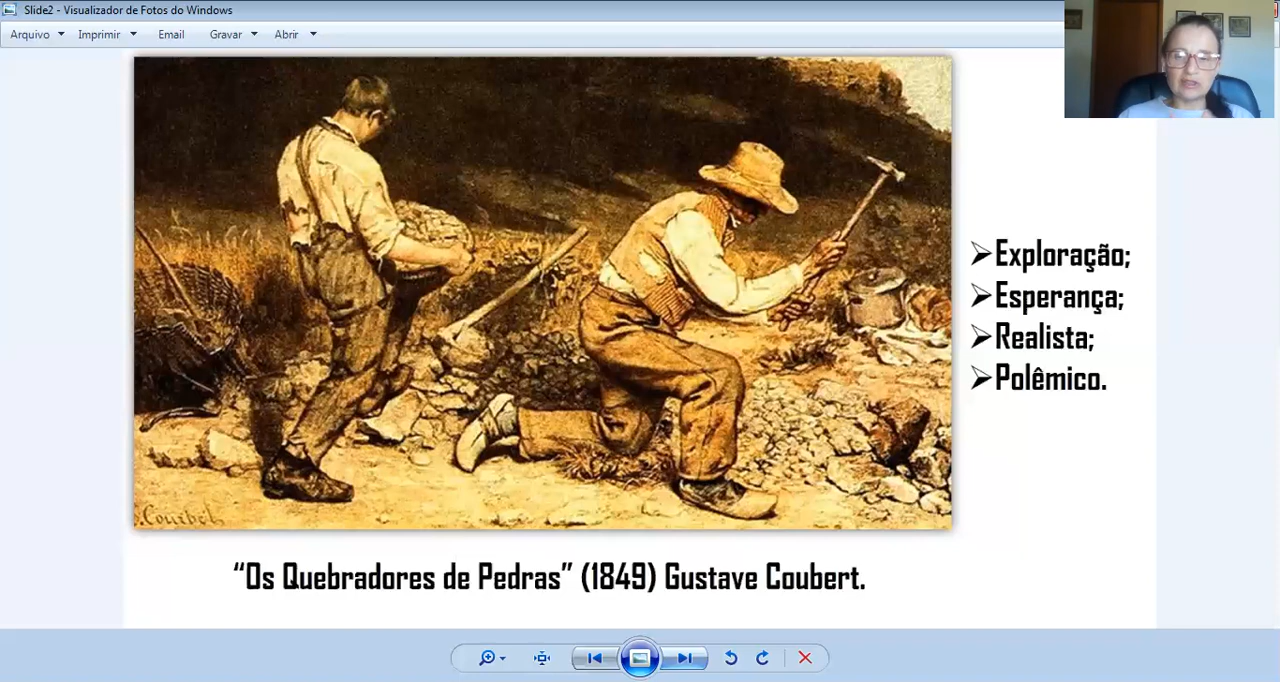 Slide2 - Visualizador de Fotos do Windows
Arquivo Imprimir Email Gravar Abrir
Exploração;
Esperança;
Realista;
Polêmico.
G. Courbet
“Os Quebradores de Pedras” (1849) Gustave Coubert.